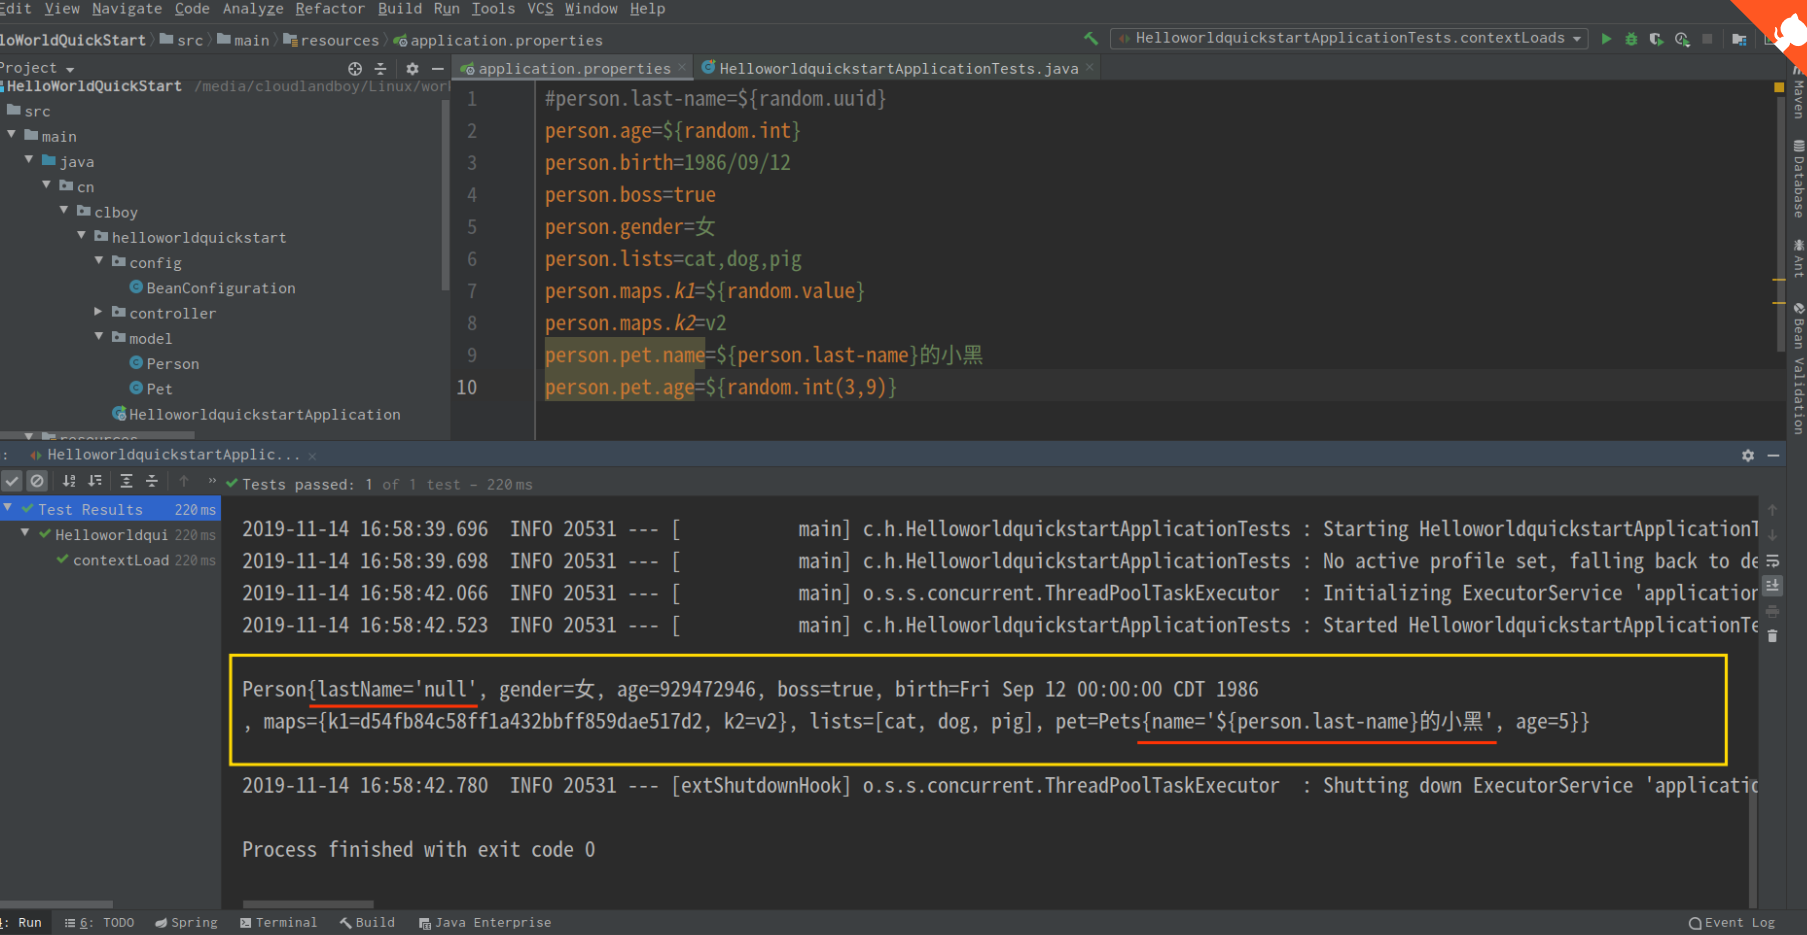 Edit View Navigate Code Analyze Refactor Build Run Tools VCS Window Help
loWorldQuickStart src main resources application.properties
HelloworldquickstartApplicationTests.contextLoads
Project
application.properties HelloworldquickstartApplicationTests.java
HelloWorldQuickStart /media/cloudlandboy/Linux/wor
src
main
java
cn
clboy
helloworldquickstart
config
BeanConfiguration
controller
model
Person
Pet
HelloworldquickstartApplication
resources
1 #person.last-name=${random.uuid}
2 person.age=${random.int}
3 person.birth=1986/09/12
4 person.boss=true
5 person.gender=女
6 person.lists=cat,dog,pig
7 person.maps.k1=${random.value}
8 person.maps.k2=v2
9 person.pet.name=${person.last-name}的小黑
10 person.pet.age=${random.int(3,9)}
Maven
Database
Ant
Bean Validation
: HelloworldquickstartApplic...
Tests passed: 1 of 1 test – 220 ms
Test Results 220 ms
Helloworldqui 220 ms
contextLoad 220 ms
2019-11-14 16:58:39.696 INFO 20531 --- [ main] c.h.HelloworldquickstartApplicationTests : Starting HelloworldquickstartApplicationT
2019-11-14 16:58:39.698 INFO 20531 --- [ main] c.h.HelloworldquickstartApplicationTests : No active profile set, falling back to de
2019-11-14 16:58:42.066 INFO 20531 --- [ main] o.s.s.concurrent.ThreadPoolTaskExecutor : Initializing ExecutorService 'application
2019-11-14 16:58:42.523 INFO 20531 --- [ main] c.h.HelloworldquickstartApplicationTests : Started HelloworldquickstartApplicationTe
Person{lastName='null', gender=女, age=929472946, boss=true, birth=Fri Sep 12 00:00:00 CDT 1986
, maps={k1=d54fb84c58ff1a432bbff859dae517d2, k2=v2}, lists=[cat, dog, pig], pet=Pets{name='${person.last-name}的小黑', age=5}}
2019-11-14 16:58:42.780 INFO 20531 --- [extShutdownHook] o.s.s.concurrent.ThreadPoolTaskExecutor : Shutting down ExecutorService 'applicatio
Process finished with exit code 0
4: Run 6: TODO Spring Terminal Build Java Enterprise Event Log